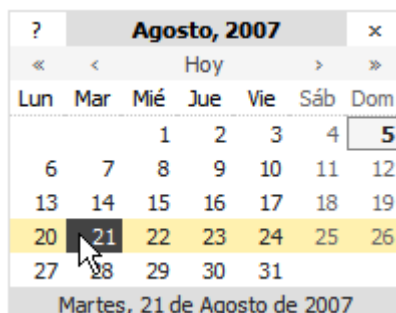 ? Agosto, 2007 ×
« ‹ Hoy › »
Lun Mar Mié Jue Vie Sáb Dom
1 2 3 4 5
6 7 8 9 10 11 12
13 14 15 16 17 18 19
20 21 22 23 24 25 26
27 28 29 30 31
Martes, 21 de Agosto de 2007